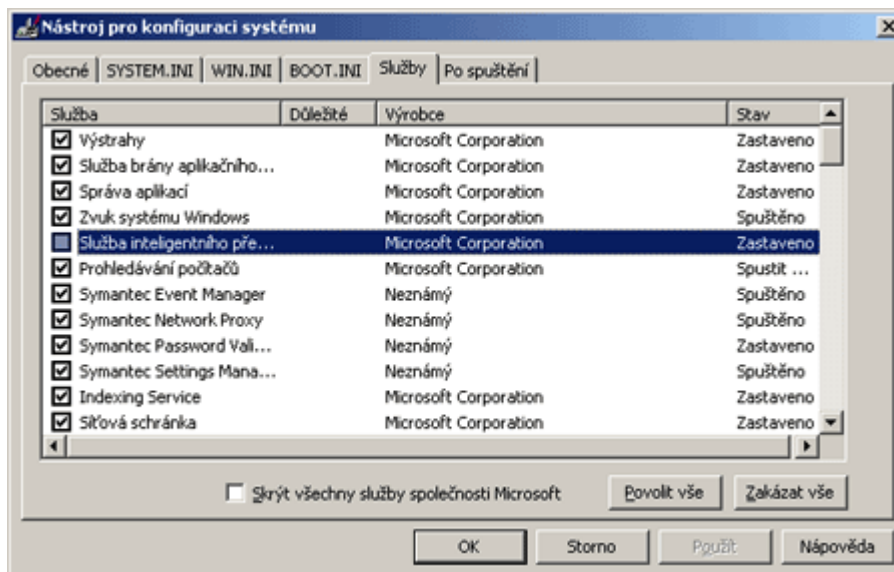 Nástroj pro konfiguraci systému
Obecné SYSTEM.INI WIN.INI BOOT.INI Služby Po spuštění
Služba Důležité Výrobce Stav
Výstrahy Microsoft Corporation Zastaveno
Služba brány aplikačního... Microsoft Corporation Zastaveno
Správa aplikací Microsoft Corporation Zastaveno
Zvuk systému Windows Microsoft Corporation Spuštěno
Služba inteligentního pře... Microsoft Corporation Zastaveno
Prohledávání počítačů Microsoft Corporation Spustit ...
Symantec Event Manager Neznámý Spuštěno
Symantec Network Proxy Neznámý Spuštěno
Symantec Password Vali... Neznámý Zastaveno
Symantec Settings Mana... Neznámý Spuštěno
Indexing Service Microsoft Corporation Zastaveno
Síťová schránka Microsoft Corporation Zastaveno
Skrýt všechny služby společnosti Microsoft Povolit vše Zakázat vše
OK Storno Použít Nápověda